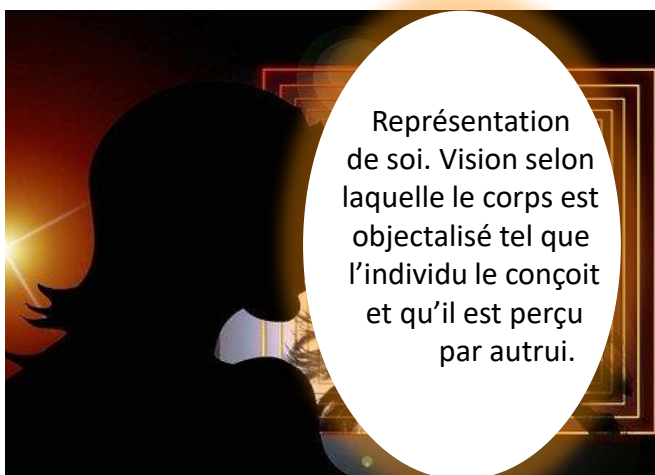 Représentation
de soi. Vision selon
laquelle le corps est
objectalisé tel que
l’individu le conçoit
et qu’il est perçu
par autrui.